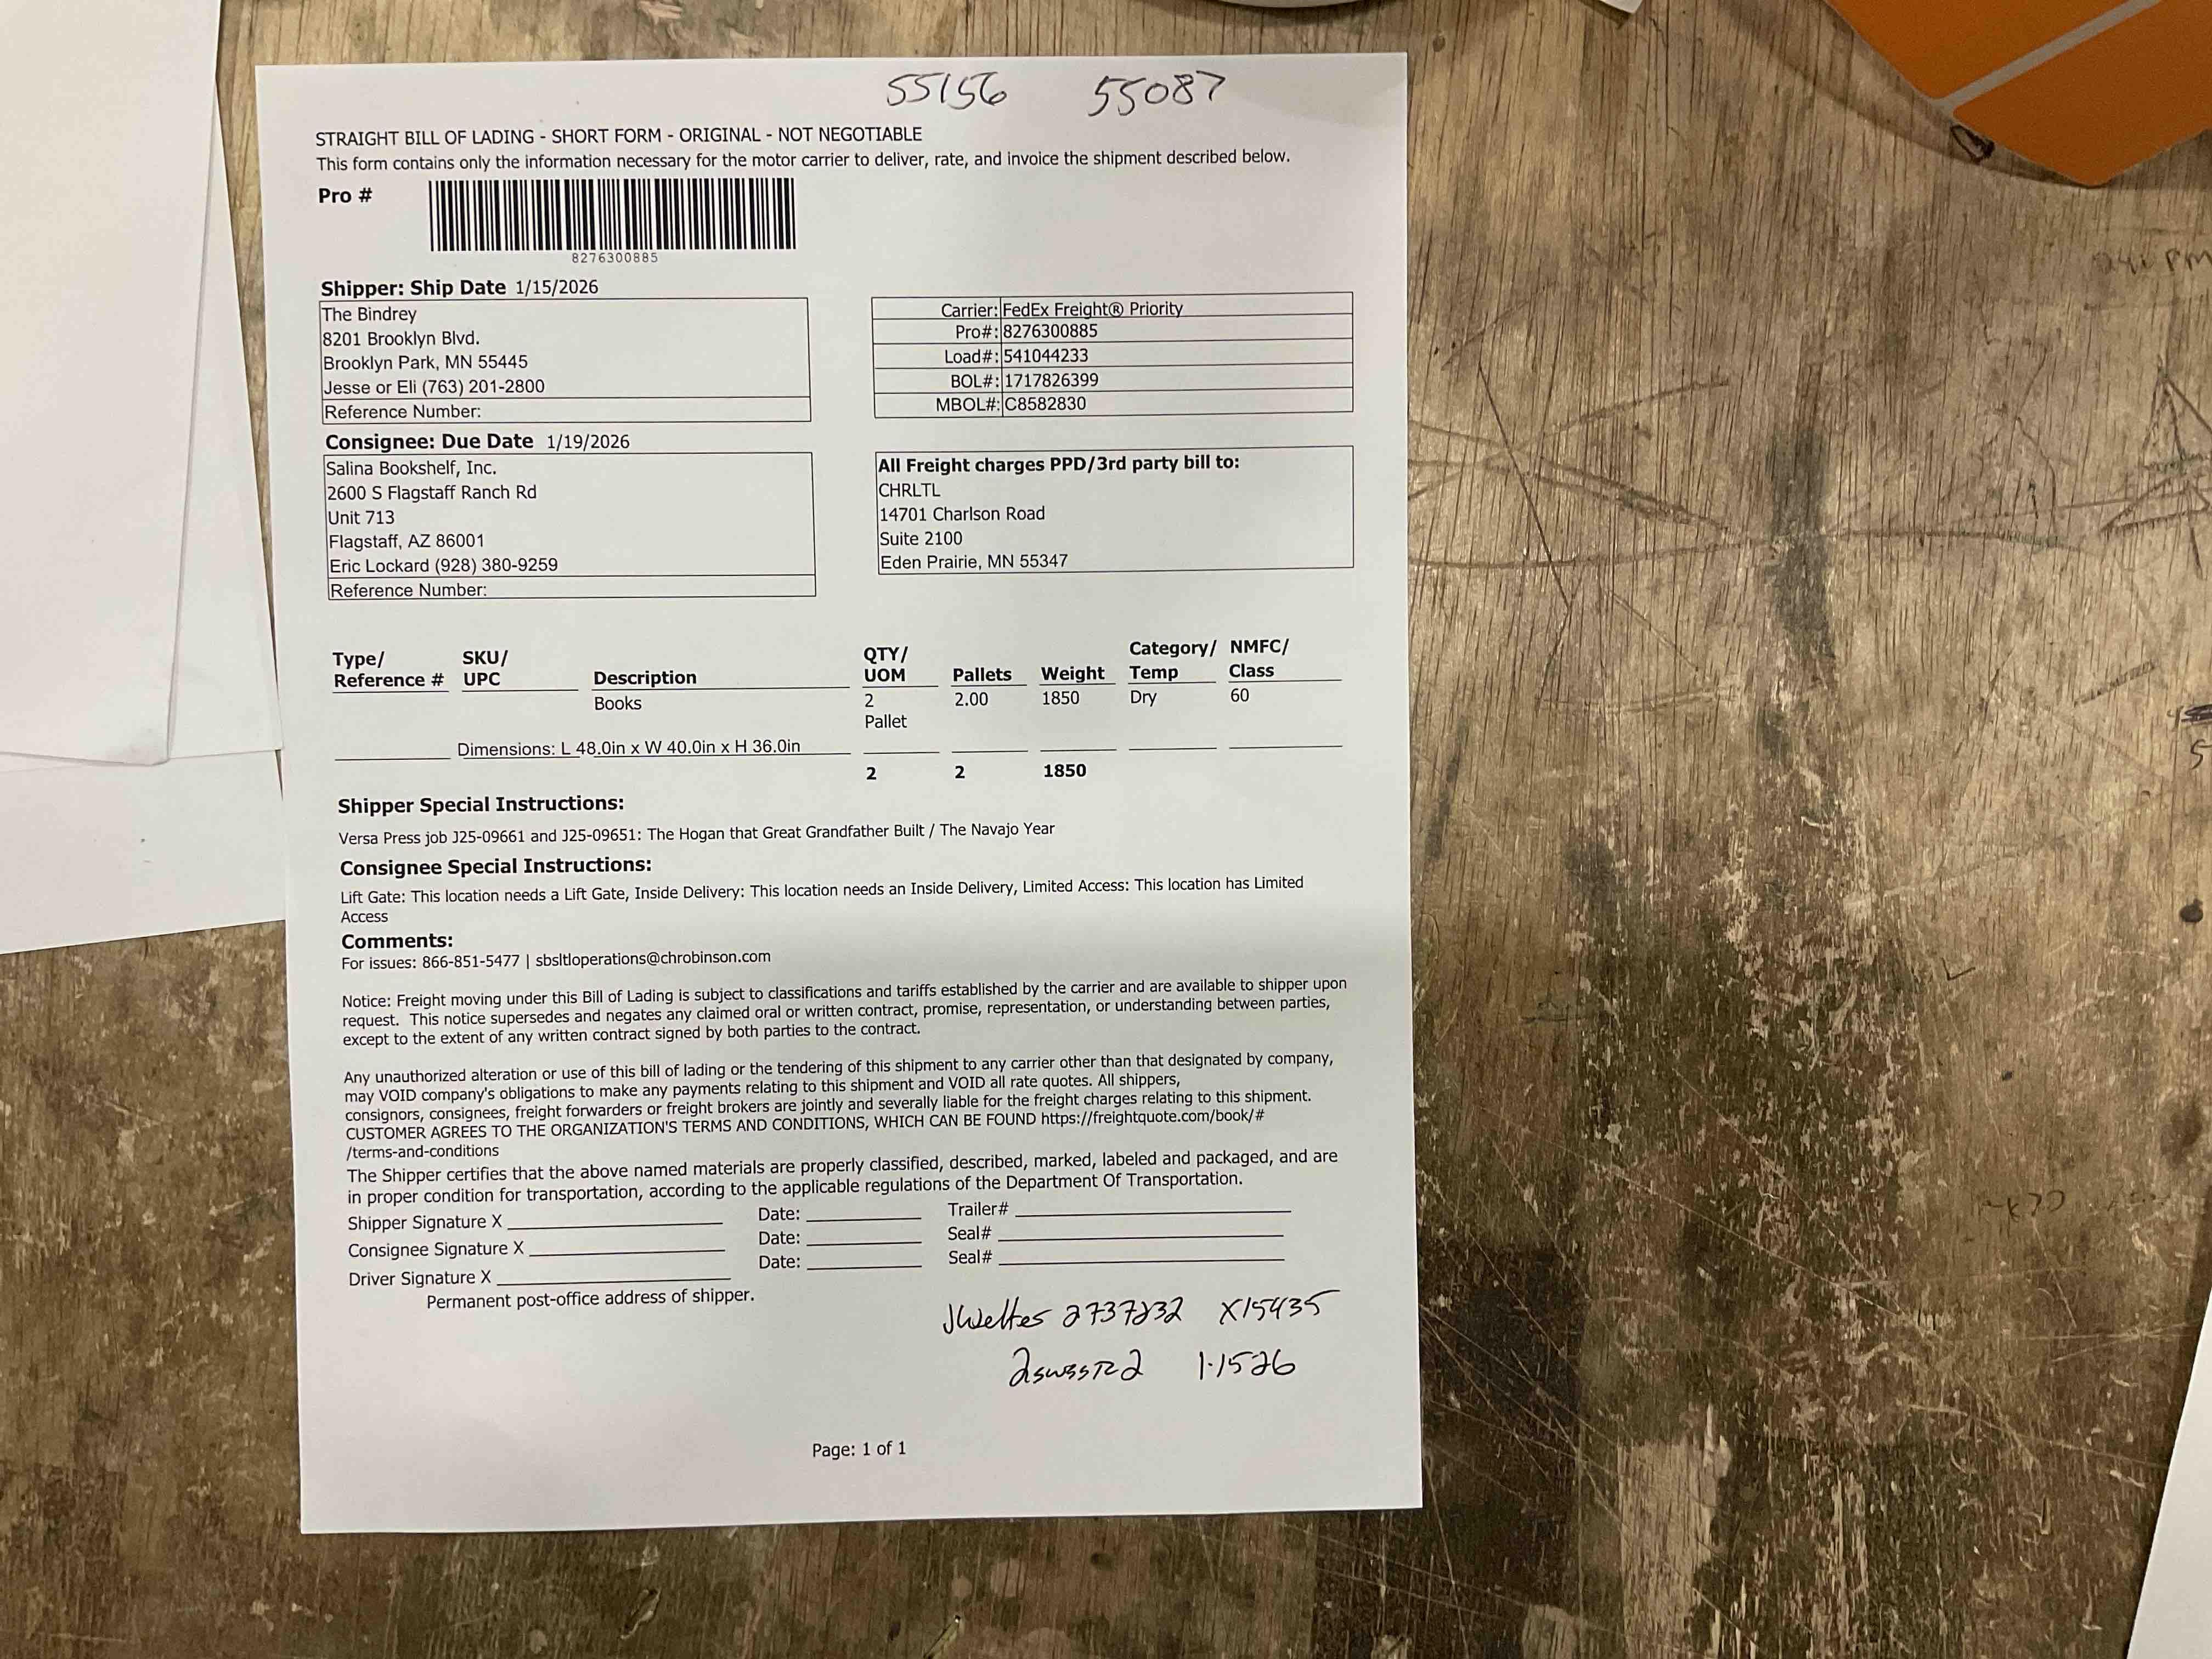 55156 55087
STRAIGHT BILL OF LADING - SHORT FORM - ORIGINAL - NOT NEGOTIABLE
This form contains only the information necessary for the motor carrier to deliver, rate, and invoice the shipment described below.
Pro #
8276300885
Shipper: Ship Date 1/15/2026
The Bindrey
8201 Brooklyn Blvd.
Brooklyn Park, MN 55445
Jesse or Eli (763) 201-2800
Reference Number:
Carrier: FedEx Freight® Priority
Pro#: 8276300885
Load#: 541044233
BOL#: 1717826399
MBOL#: C8582830
Consignee: Due Date 1/19/2026
Salina Bookshelf, Inc.
2600 S Flagstaff Ranch Rd
Unit 713
Flagstaff, AZ 86001
Eric Lockard (928) 380-9259
Reference Number:
All Freight charges PPD/3rd party bill to:
CHRLTL
14701 Charlson Road
Suite 2100
Eden Prairie, MN 55347
Type/ SKU/ QTY/ Category/ NMFC/
Reference # UPC Description UOM Pallets Weight Temp Class
Books 2 2.00 1850 Dry 60
Pallet
Dimensions: L 48.0in x W 40.0in x H 36.0in
2 2 1850
Shipper Special Instructions:
Versa Press job J25-09661 and J25-09651: The Hogan that Great Grandfather Built / The Navajo Year
Consignee Special Instructions:
Lift Gate: This location needs a Lift Gate, Inside Delivery: This location needs an Inside Delivery, Limited Access: This location has Limited
Access
Comments:
For issues: 866-851-5477 | sbsltloperations@chrobinson.com
Notice: Freight moving under this Bill of Lading is subject to classifications and tariffs established by the carrier and are available to shipper upon
request. This notice supersedes and negates any claimed oral or written contract, promise, representation, or understanding between parties,
except to the extent of any written contract signed by both parties to the contract.
Any unauthorized alteration or use of this bill of lading or the tendering of this shipment to any carrier other than that designated by company,
may VOID company's obligations to make any payments relating to this shipment and VOID all rate quotes. All shippers,
consignors, consignees, freight forwarders or freight brokers are jointly and severally liable for the freight charges relating to this shipment.
CUSTOMER AGREES TO THE ORGANIZATION'S TERMS AND CONDITIONS, WHICH CAN BE FOUND https://freightquote.com/book/#
/terms-and-conditions
The Shipper certifies that the above named materials are properly classified, described, marked, labeled and packaged, and are
in proper condition for transportation, according to the applicable regulations of the Department Of Transportation.
Shipper Signature X Date: Trailer#
Consignee Signature X Date: Seal#
Driver Signature X Date: Seal#
Permanent post-office address of shipper.
X15435
1-1526
Page: 1 of 1